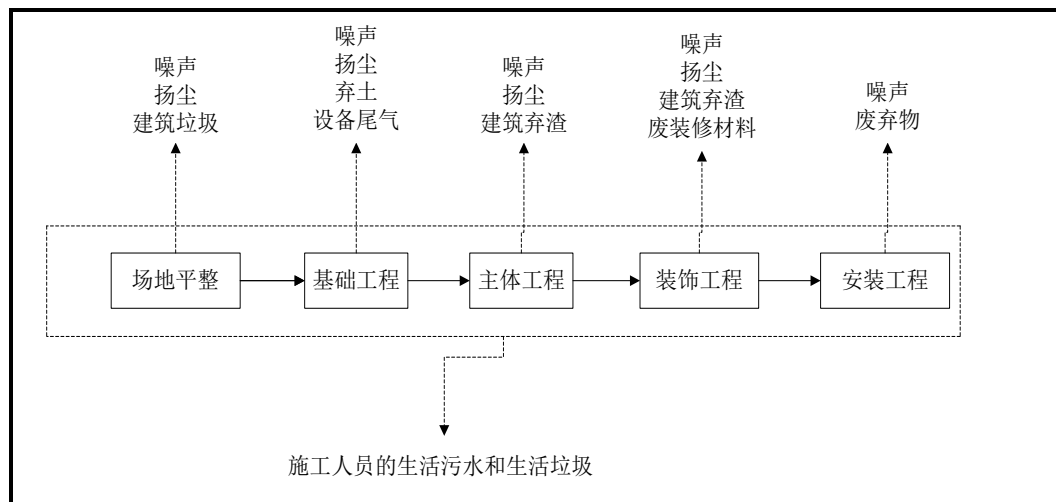 噪声
扬尘
建筑垃圾
噪声
扬尘
弃土
设备尾气
噪声
扬尘
建筑弃渣
噪声
扬尘
建筑弃渣
废装修材料
噪声
废弃物
场地平整
基础工程
主体工程
装饰工程
安装工程
施工人员的生活污水和生活垃圾